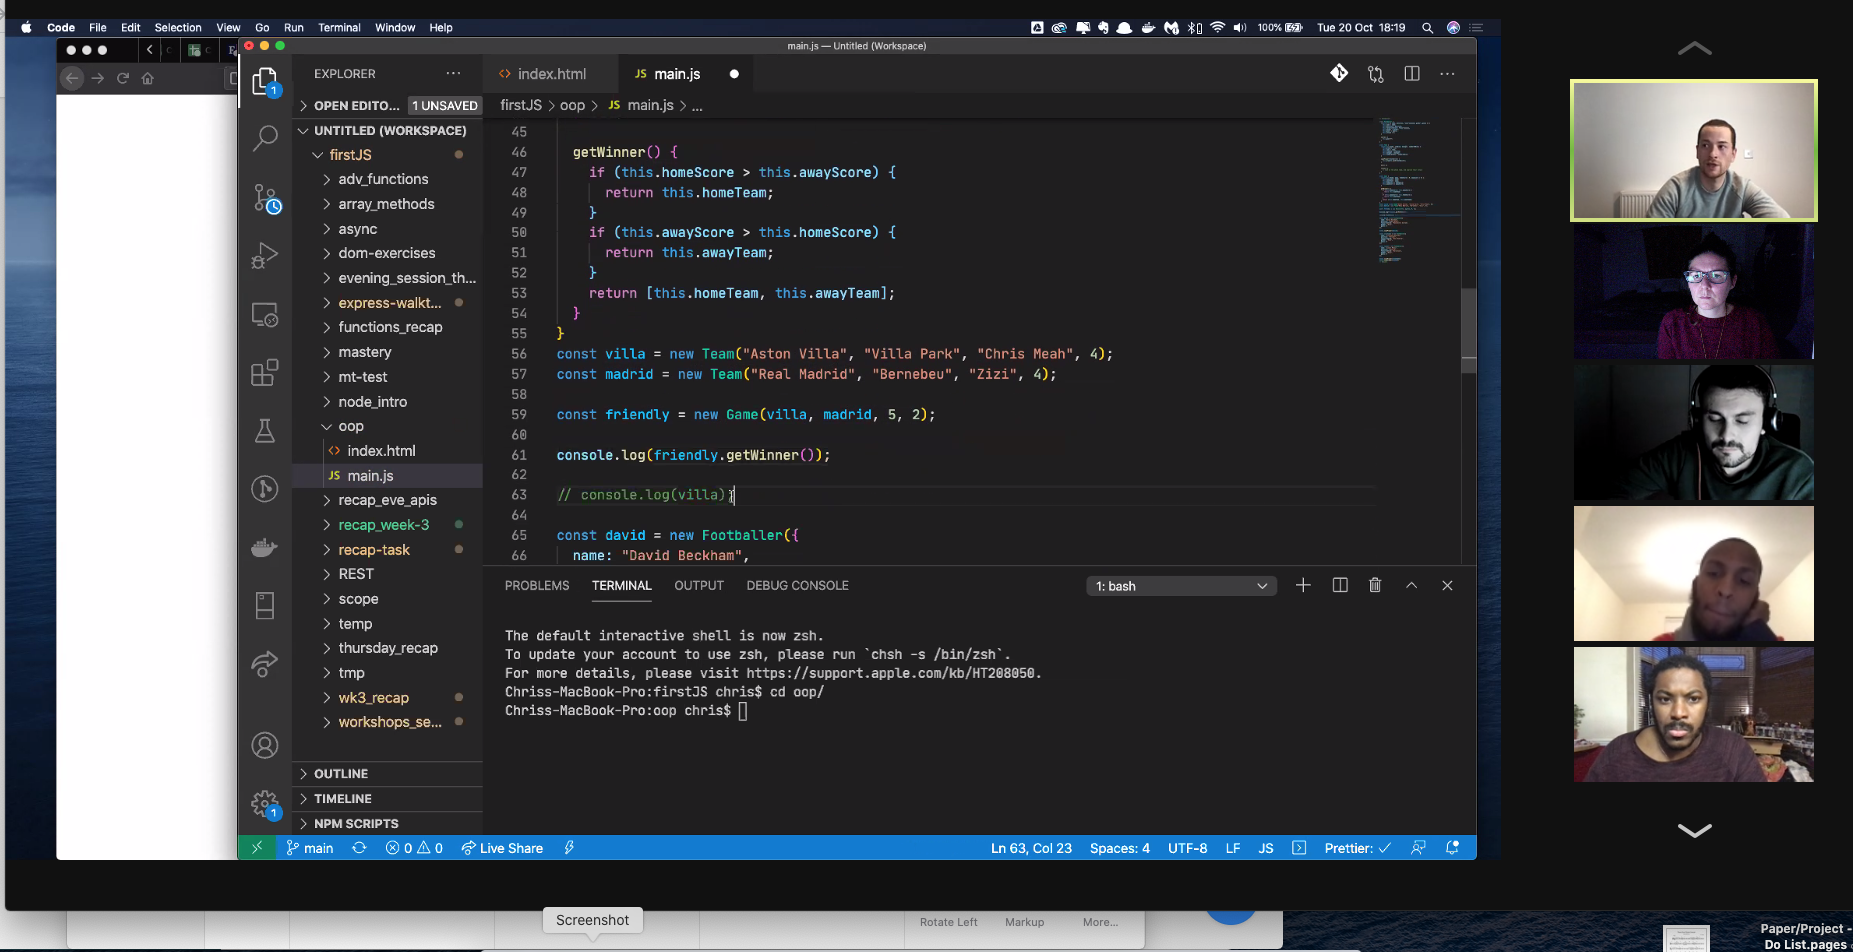 Code File Edit Selection View Go Run Terminal Window Help 100% Tue 20 Oct 18:19
main.js — Untitled (Workspace)
EXPLORER
index.html
main.js
OPEN EDITO... 1 UNSAVED
firstJS > oop > JS main.js > ...
UNTITLED (WORKSPACE)
firstJS
adv_functions
array_methods
async
dom-exercises
evening_session_th...
express-walkt...
functions_recap
mastery
mt-test
node_intro
oop
index.html
JS main.js
recap_eve_apis
recap_week-3
recap-task
REST
scope
temp
thursday_recap
tmp
wk3_recap
workshops_se...
OUTLINE
TIMELINE
NPM SCRIPTS
45
46 getWinner() {
47 if (this.homeScore > this.awayScore) {
48 return this.homeTeam;
49 }
50 if (this.awayScore > this.homeScore) {
51 return this.awayTeam;
52 }
53 return [this.homeTeam, this.awayTeam];
54 }
55 }
56 const villa = new Team("Aston Villa", "Villa Park", "Chris Meah", 4);
57 const madrid = new Team("Real Madrid", "Bernebeu", "Zizi", 4);
58
59 const friendly = new Game(villa, madrid, 5, 2);
60
61 console.log(friendly.getWinner());
62
63 // console.log(villa);
64
65 const david = new Footballer({
66 name: "David Beckham",
PROBLEMS TERMINAL OUTPUT DEBUG CONSOLE 1: bash
The default interactive shell is now zsh.
To update your account to use zsh, please run `chsh -s /bin/zsh`.
For more details, please visit https://support.apple.com/kb/HT208050.
Chriss-MacBook-Pro:firstJS chris$ cd oop/
Chriss-MacBook-Pro:oop chris$
main 0 0 Live Share Ln 63, Col 23 Spaces: 4 UTF-8 LF JS Prettier: ✓
Screenshot
Rotate Left Markup More...
Paper/Project -
Do List.pages